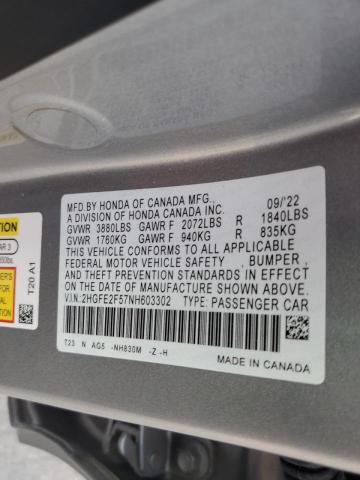 MFD.BY HONDA OF CANADA MFG., 09/'22
A DIVISION OF HONDA CANADA INC.
GVWR 3880LBS GAWR F 2072LBS R 1840LBS
GVWR 1760KG GAWR F 940KG R 835KG
THIS VEHICLE CONFORMS TO ALL APPLICABLE
FEDERAL MOTOR VEHICLE SAFETY , BUMPER ,
AND THEFT PREVENTION STANDARDS IN EFFECT
ON THE DATE OF MANUFACTURE SHOWN ABOVE.
V.I.N:2HGFE2F57NH603302 TYPE: PASSENGER CAR
T23 N AG5 -NH830M -Z -H
MADE IN CANADA
TION
AR 3
T20 A1